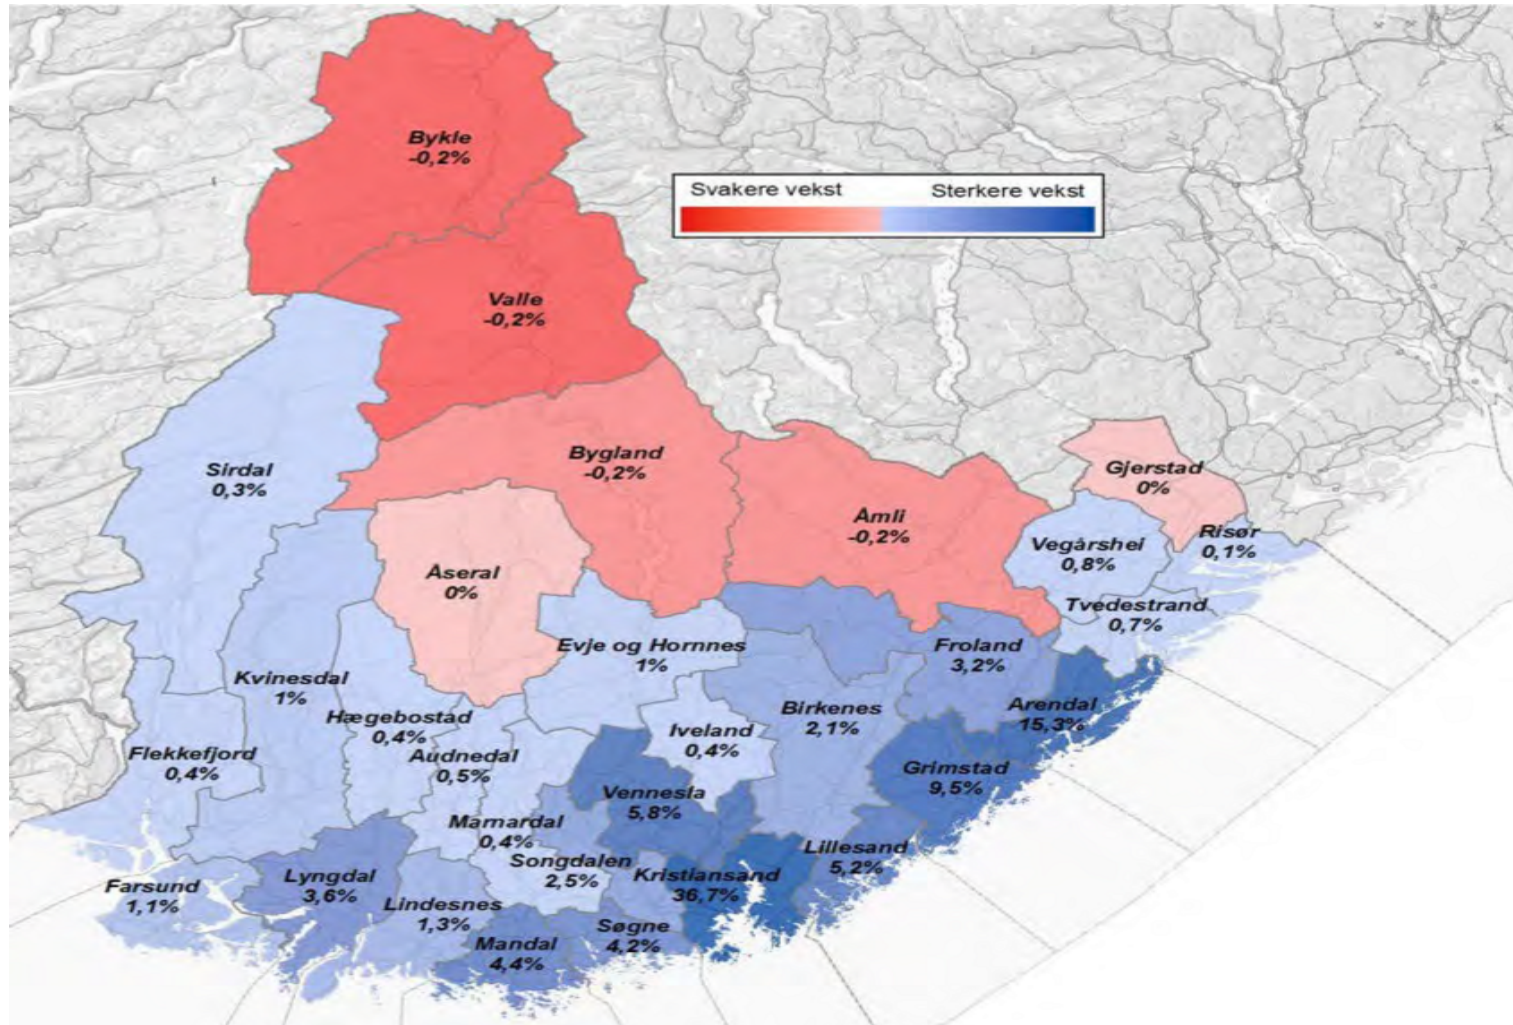 Bykle
-0,2%
Svakere vekst Sterkere vekst
Valle
-0,2%
Sirdal
0,3%
Bygland
-0,2%
Gjerstad
0%
Åmli
-0,2%
Risør
0,1%
Vegårshei
0,8%
Åseral
0%
Tvedestrand
0,7%
Evje og Hornnes
1%
Froland
3,2%
Kvinesdal
1%
Hægebostad
0,4%
Birkenes
2,1%
Arendal
15,3%
Iveland
0,4%
Flekkefjord
0,4%
Audnedal
0,5%
Grimstad
9,5%
Vennesla
5,8%
Marnardal
0,4%
Lillesand
5,2%
Songdalen
2,5%
Kristiansand
36,7%
Lyngdal
3,6%
Farsund
1,1%
Lindesnes
1,3%
Søgne
4,2%
Mandal
4,4%